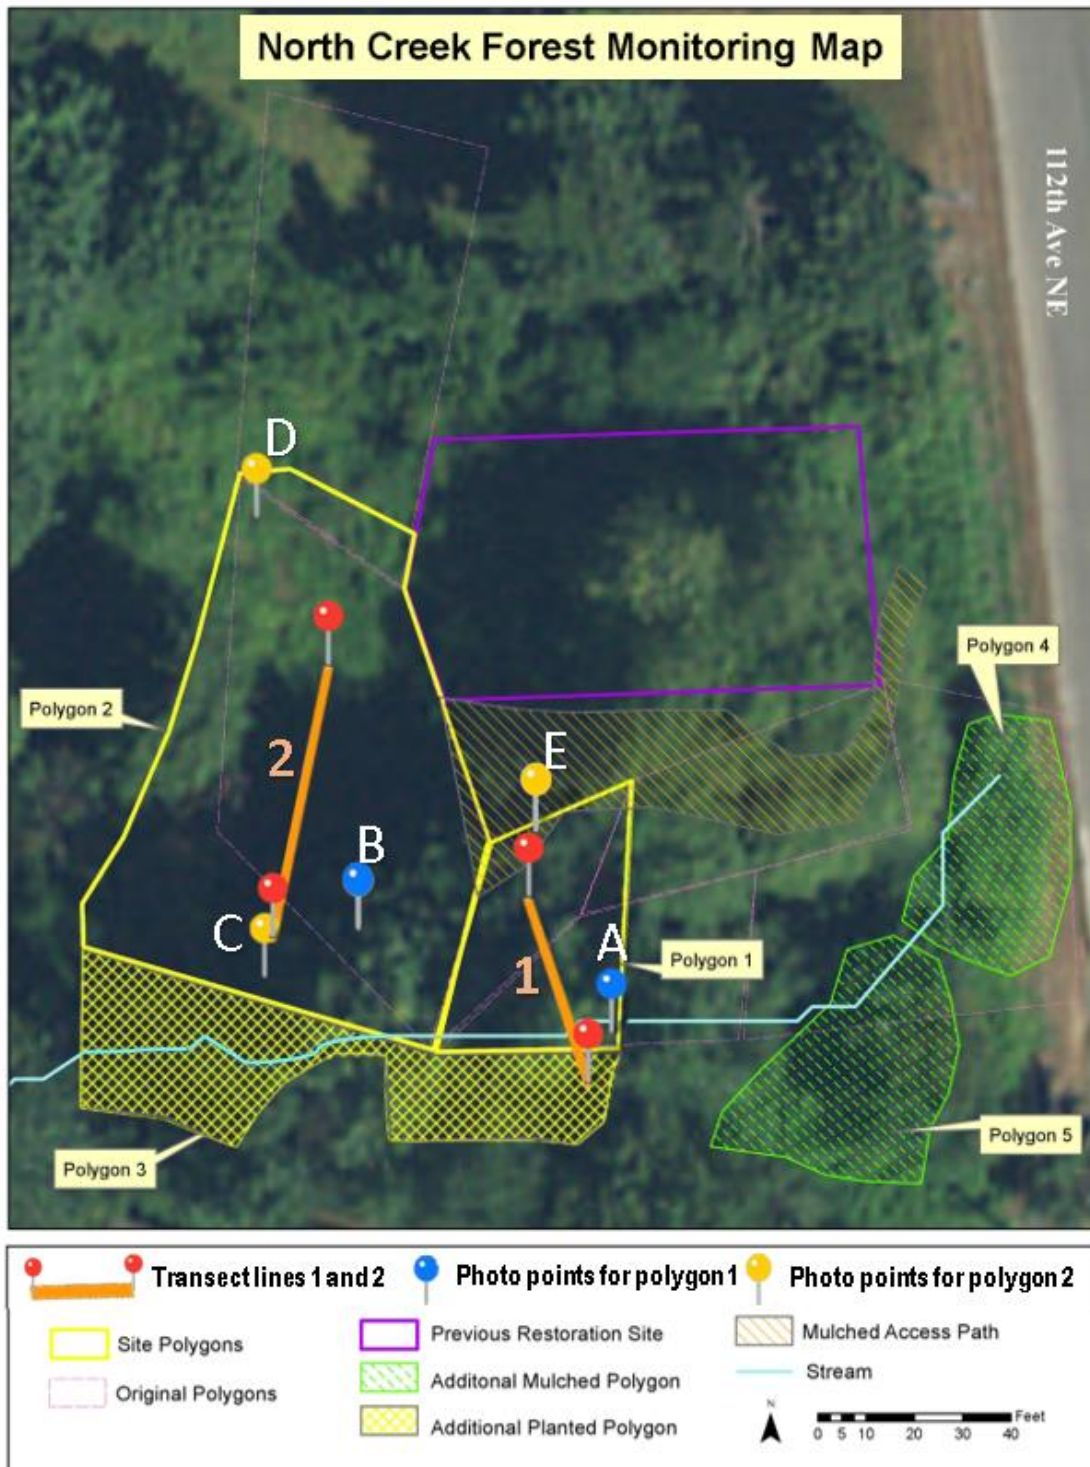 North Creek Forest Monitoring Map
112th Ave NE
D
Polygon 4
Polygon 2
2
E
B
C
A
1
Polygon 1
Polygon 5
Polygon 3
Transect lines 1 and 2
Photo points for polygon 1
Photo points for polygon 2
Site Polygons
Previous Restoration Site
Mulched Access Path
Original Polygons
Additonal Mulched Polygon
Stream
Additional Planted Polygon
N
Feet
0 5 10 20 30 40